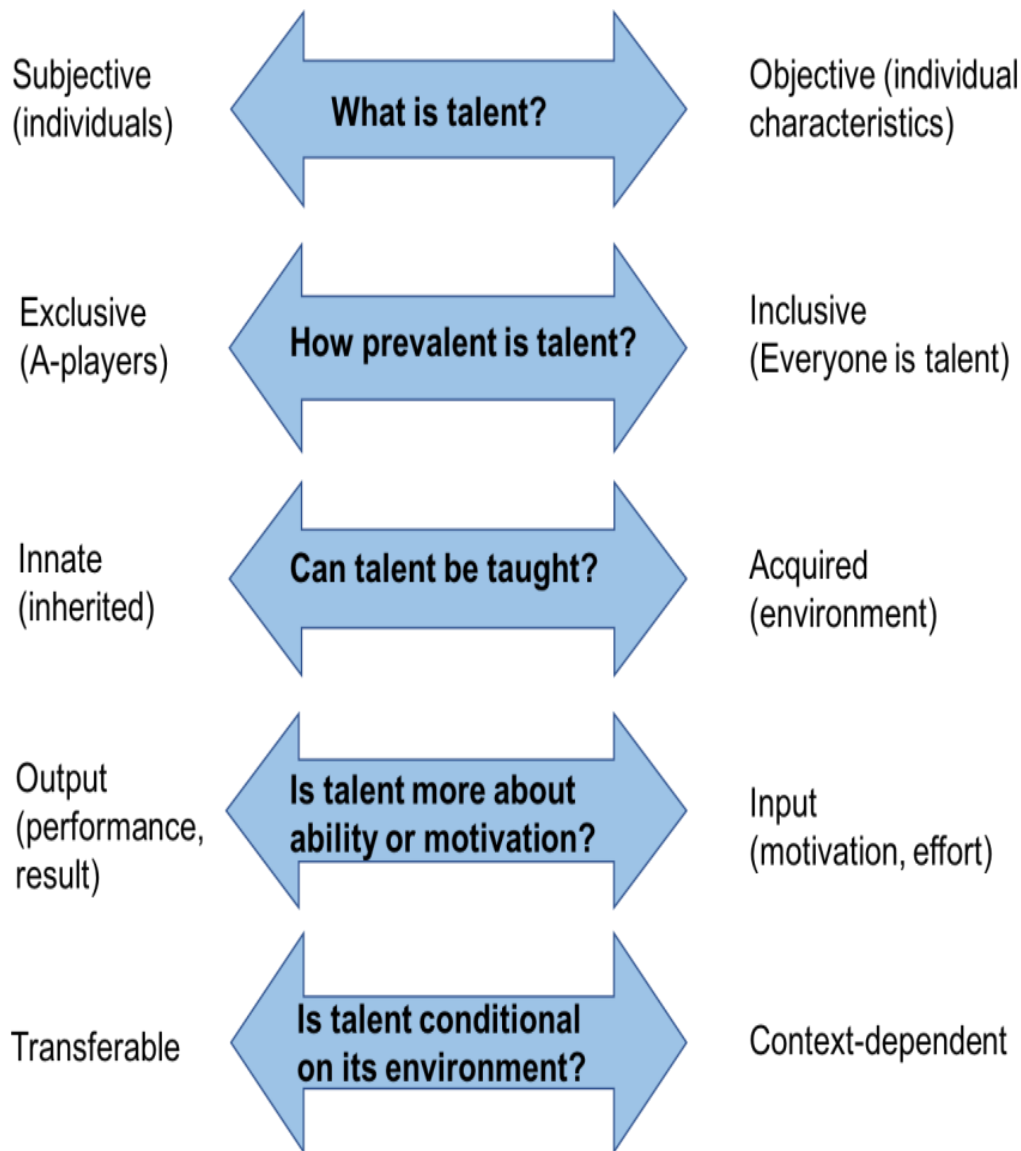 Subjective
(individuals)
What is talent?
Objective (individual
characteristics)
Exclusive
(A-players)
How prevalent is talent?
Inclusive
(Everyone is talent)
Innate
(inherited)
Can talent be taught?
Acquired
(environment)
Output
(performance,
result)
Is talent more about
ability or motivation?
Input
(motivation, effort)
Transferable
Is talent conditional
on its environment?
Context-dependent